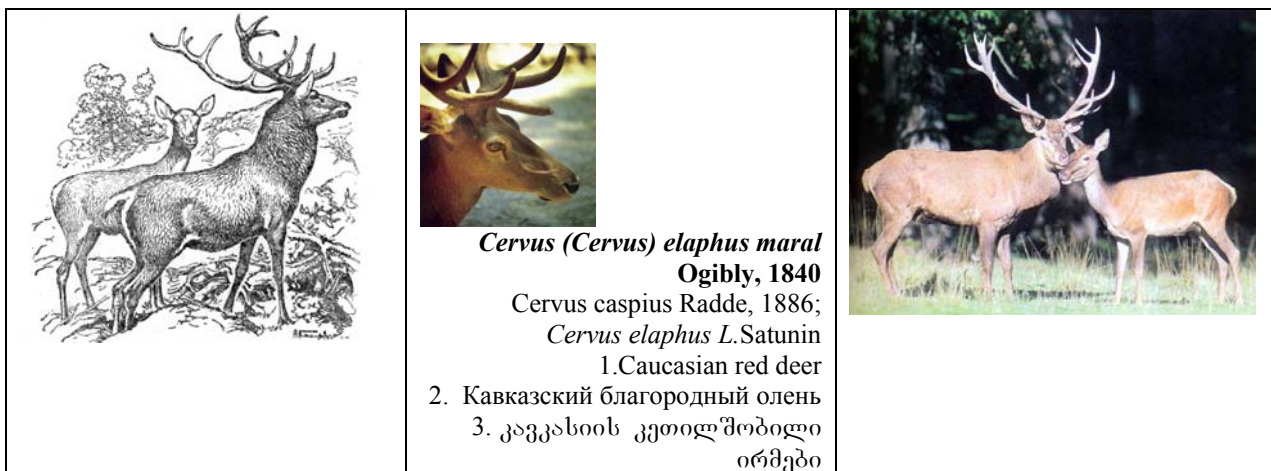 Cervus (Cervus) elaphus maral
Ogibly, 1840
Cervus caspius Radde, 1886;
Cervus elaphus L.Satunin
1.Caucasian red deer
2. Кавказский благородный олень
3. კავკასიის კეთილშობილი
ირმები